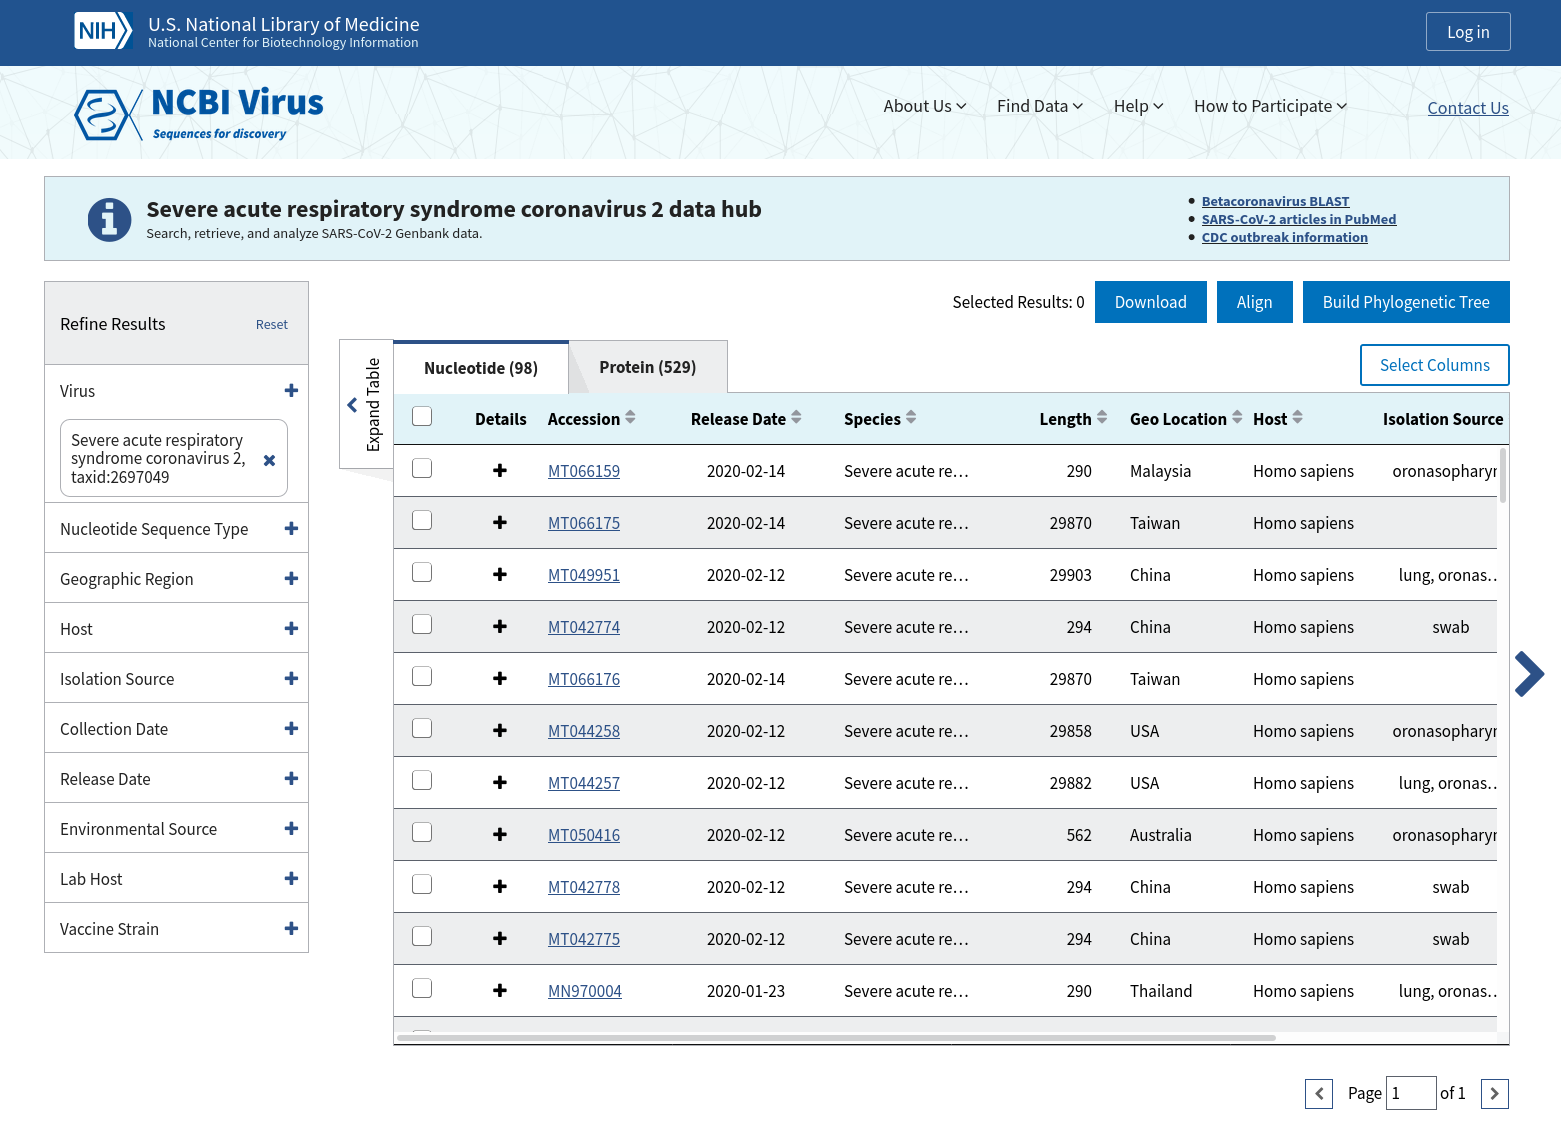 NIH
U.S. National Library of Medicine
National Center for Biotechnology Information
Log in
NCBI Virus
Sequences for discovery
About Us
Find Data
Help
How to Participate
Contact Us
Severe acute respiratory syndrome coronavirus 2 data hub
Search, retrieve, and analyze SARS-CoV-2 Genbank data.
Betacoronavirus BLAST
SARS-CoV-2 articles in PubMed
CDC outbreak information
Refine Results
Reset
Virus
Severe acute respiratory
syndrome coronavirus 2,
taxid:2697049
Nucleotide Sequence Type
Geographic Region
Host
Isolation Source
Collection Date
Release Date
Environmental Source
Lab Host
Vaccine Strain
Selected Results: 0
Download
Align
Build Phylogenetic Tree
Expand Table
Nucleotide (98)
Protein (529)
Select Columns
Details Accession Release Date Species Length Geo Location Host Isolation Source
MT066159 2020-02-14 Severe acute re… 290 Malaysia Homo sapiens oronasopharyn
MT066175 2020-02-14 Severe acute re… 29870 Taiwan Homo sapiens
MT049951 2020-02-12 Severe acute re… 29903 China Homo sapiens lung, oronas…
MT042774 2020-02-12 Severe acute re… 294 China Homo sapiens swab
MT066176 2020-02-14 Severe acute re… 29870 Taiwan Homo sapiens
MT044258 2020-02-12 Severe acute re… 29858 USA Homo sapiens oronasopharyn
MT044257 2020-02-12 Severe acute re… 29882 USA Homo sapiens lung, oronas…
MT050416 2020-02-12 Severe acute re… 562 Australia Homo sapiens oronasopharyn
MT042778 2020-02-12 Severe acute re… 294 China Homo sapiens swab
MT042775 2020-02-12 Severe acute re… 294 China Homo sapiens swab
MN970004 2020-01-23 Severe acute re… 290 Thailand Homo sapiens lung, oronas…
Page 1 of 1